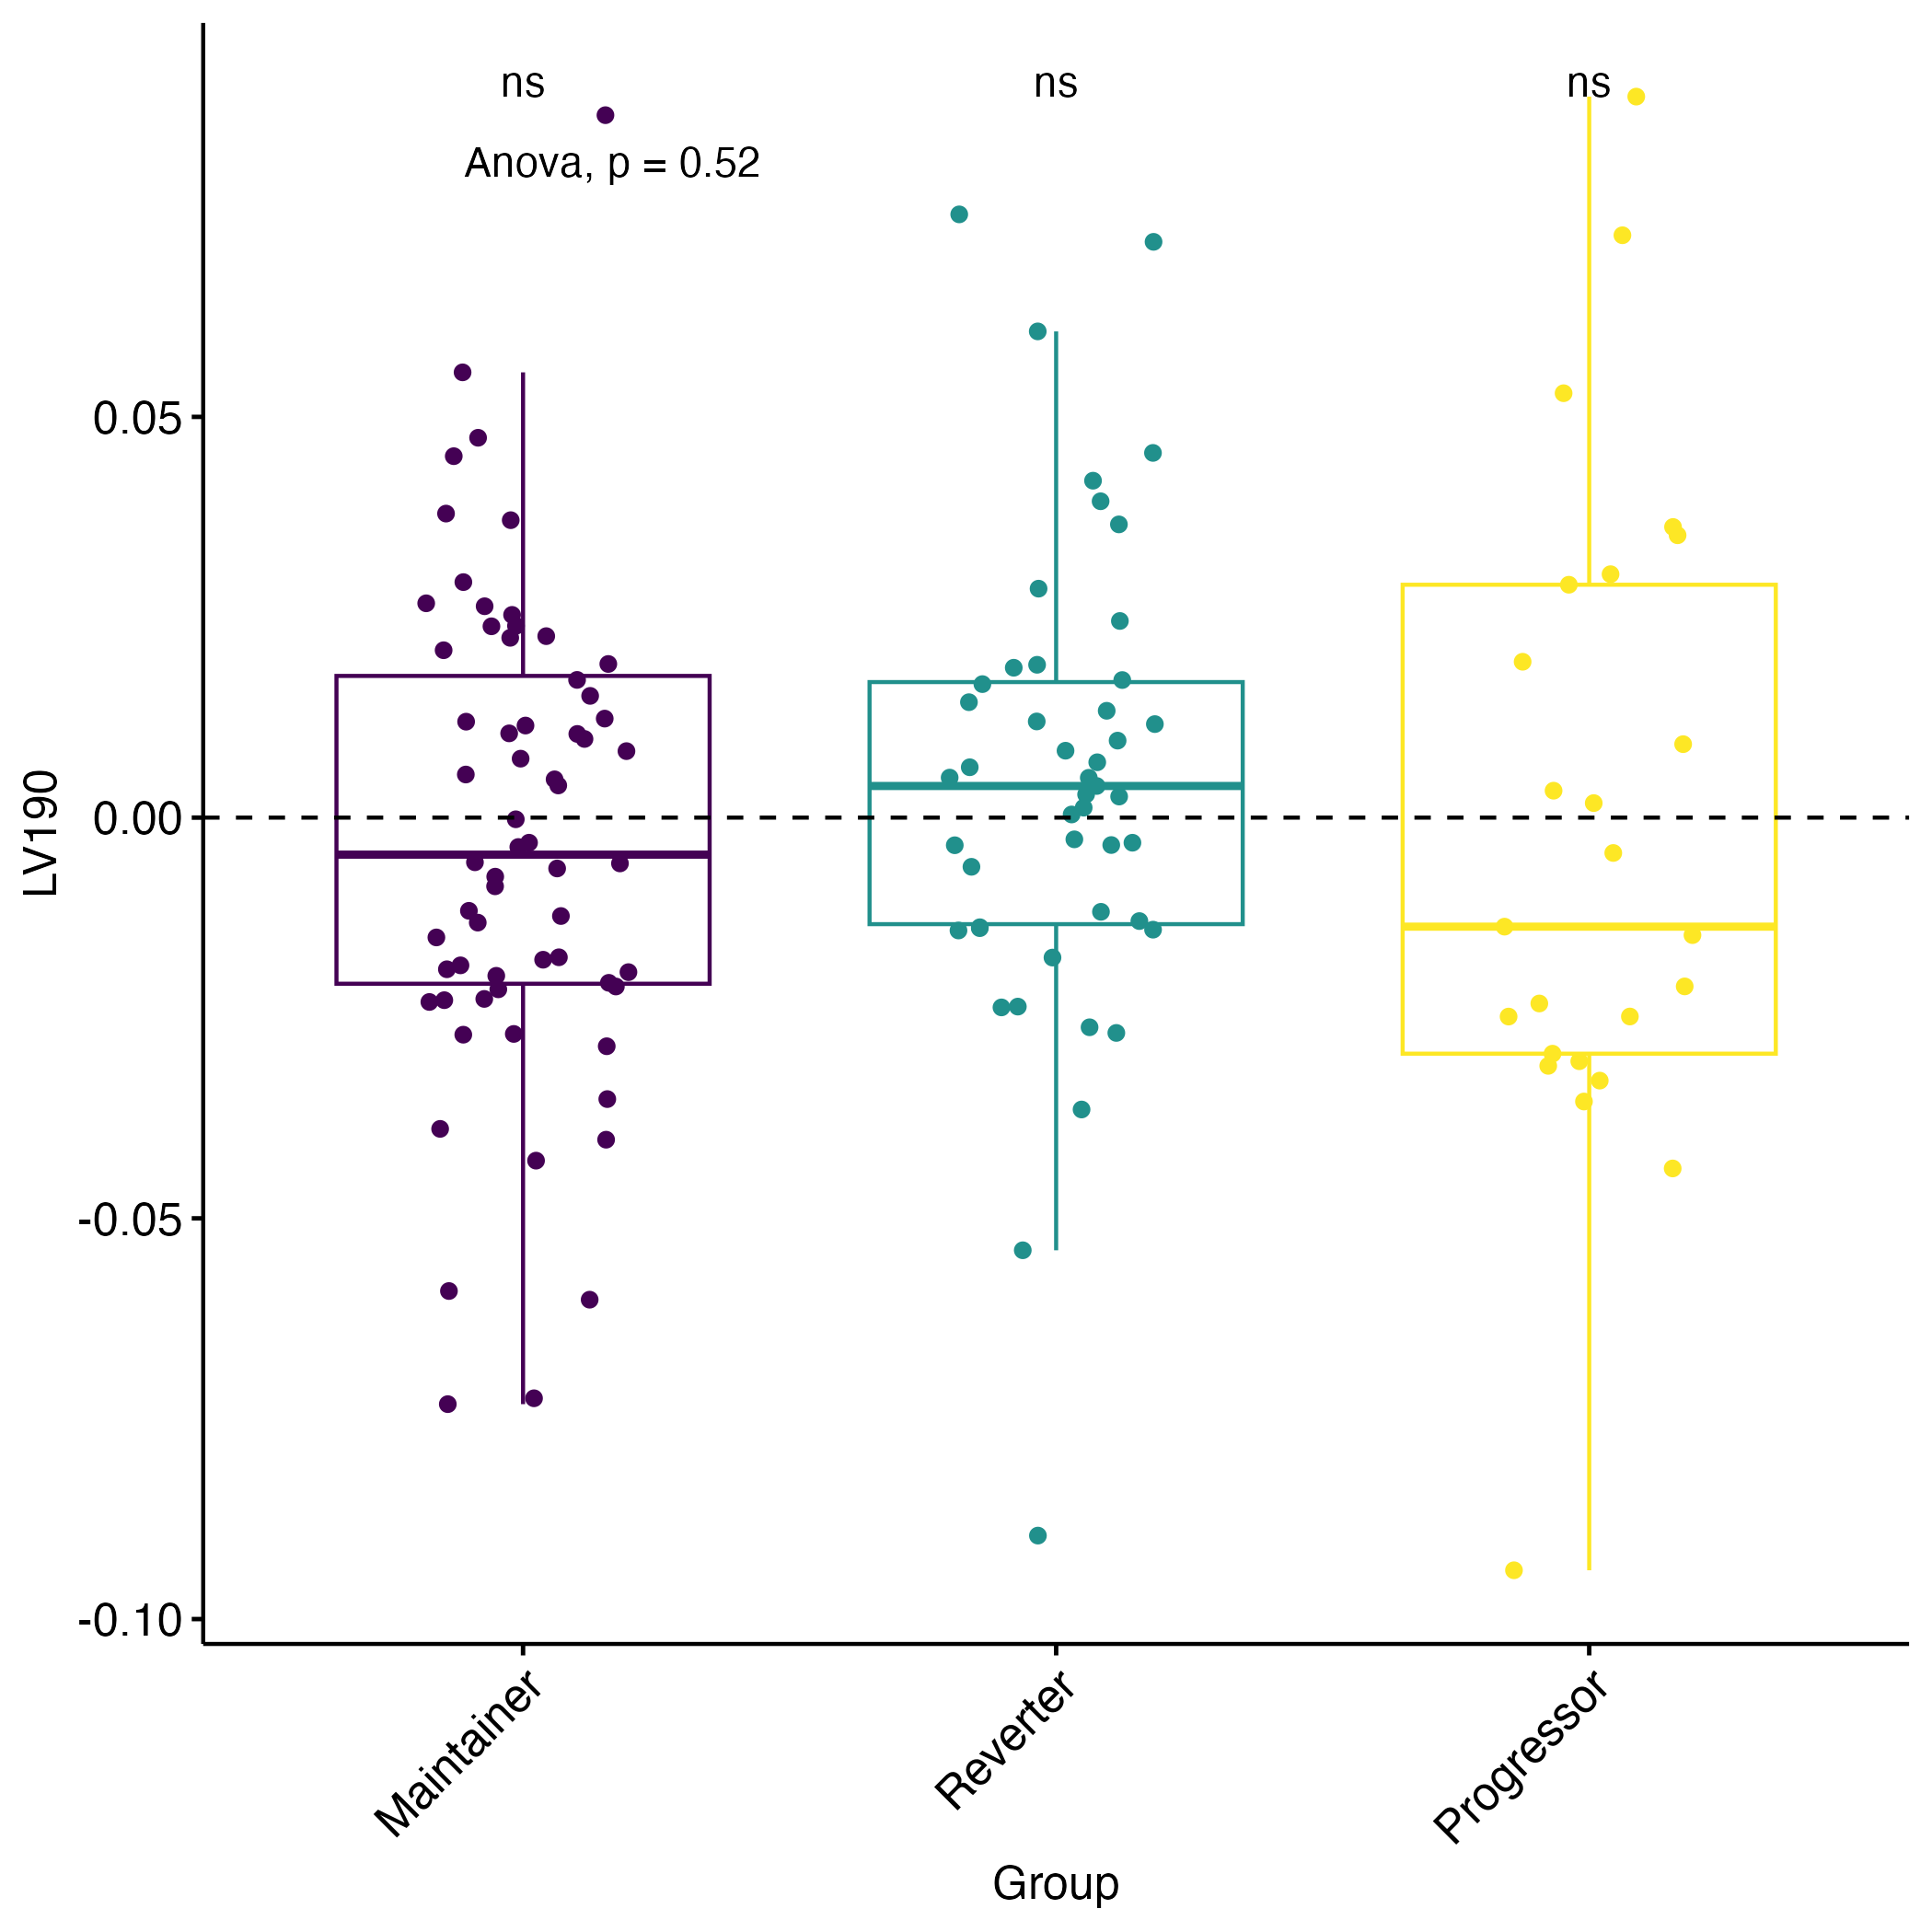 ns ns ns
Anova, p = 0.52
0.05
0.00
-0.05
-0.10
LV190
Maintainer Reverter Progressor
Group